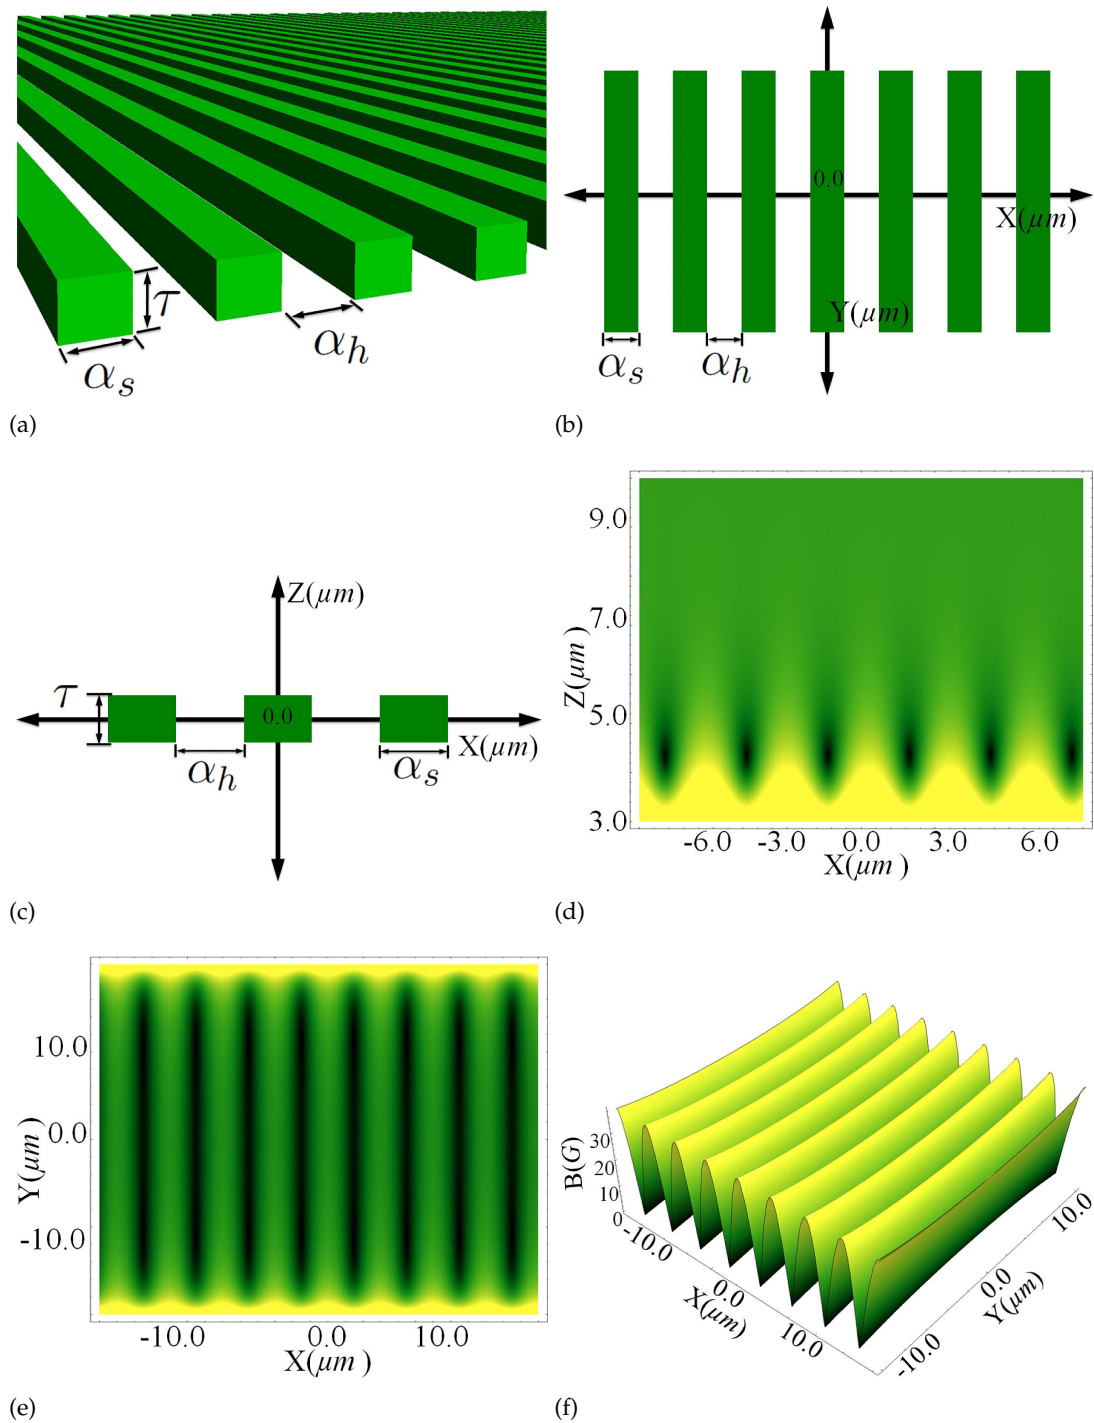 τ
α_h
α_s
(a)
0.0
X(µm)
Y(µm)
α_s
α_h
(b)
Z(µm)
τ
0.0
X(µm)
α_h
α_s
(c)
9.0
7.0
Z(µm )
5.0
3.0
-6.0 -3.0 0.0 3.0 6.0
X(µm )
(d)
10.0
Y(µm )
0.0
-10.0
-10.0 0.0 10.0
X(µm )
(e)
B(G)
30
20
10
0
-10.0
0.0
10.0
X(µm)
-10.0
0.0
10.0
Y(µm)
(f)